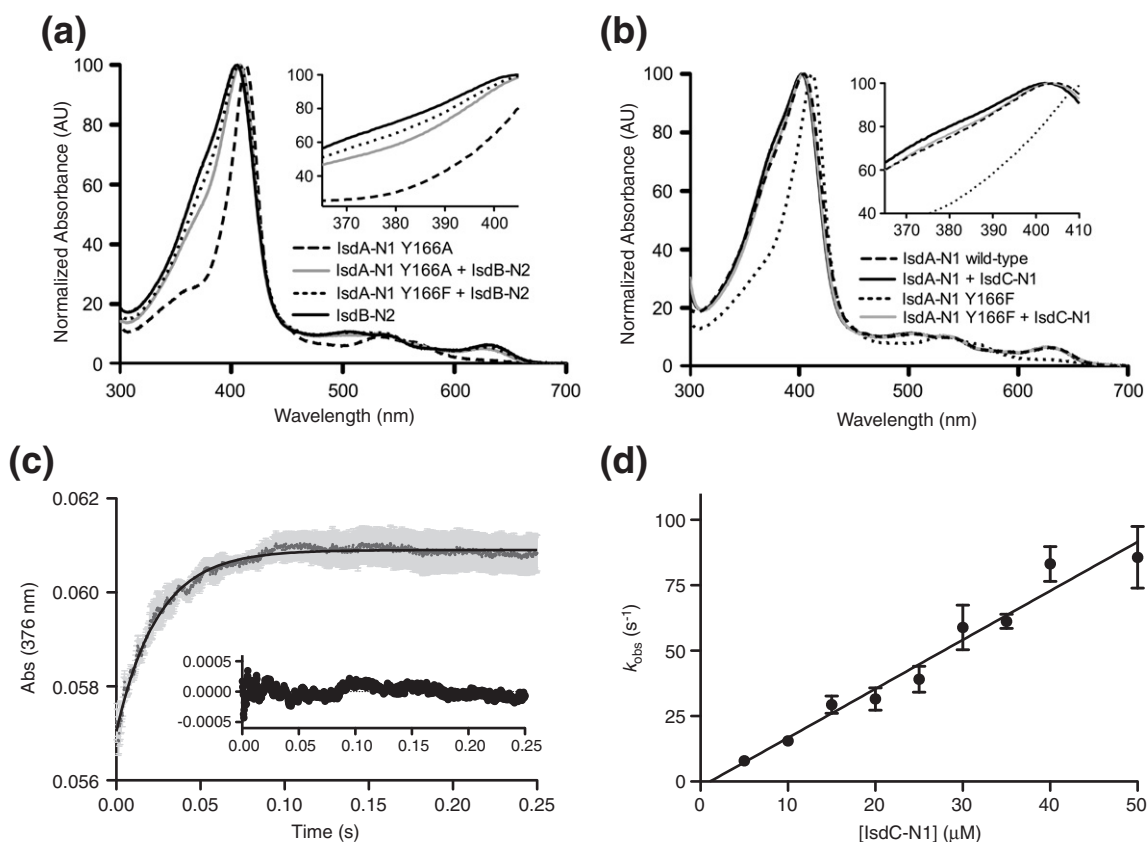 (a)
Normalized Absorbance (AU)
100
80
60
40
20
0
300 400 500 600 700
Wavelength (nm)
100
80
60
40
370 380 390 400
IsdA-N1 Y166A
IsdA-N1 Y166A + IsdB-N2
IsdA-N1 Y166F + IsdB-N2
IsdB-N2
(b)
Normalized Absorbance (AU)
100
80
60
40
20
0
300 400 500 600 700
Wavelength (nm)
100
80
60
40
370 380 390 400 410
IsdA-N1 wild-type
IsdA-N1 + IsdC-N1
IsdA-N1 Y166F
IsdA-N1 Y166F + IsdC-N1
(c)
Abs (376 nm)
0.062
0.060
0.058
0.056
0.00 0.05 0.10 0.15 0.20 0.25
Time (s)
0.0005
0.0000
-0.0005
0.00 0.05 0.10 0.15 0.20 0.25
(d)
kobs (s-1)
100
75
50
25
0
0 10 20 30 40 50
[IsdC-N1] (μM)